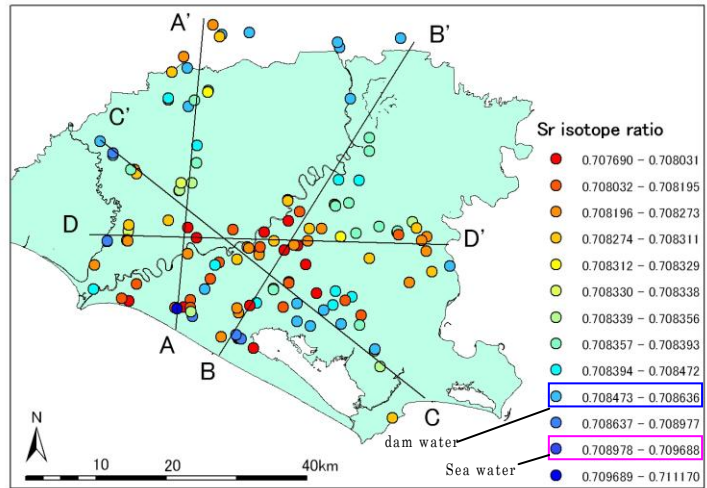 A'
B'
C'
D
D'
A
B
C
N
10 20 40km
Sr isotope ratio
0.707690 - 0.708031
0.708032 - 0.708195
0.708196 - 0.708273
0.708274 - 0.708311
0.708312 - 0.708329
0.708330 - 0.708338
0.708339 - 0.708356
0.708357 - 0.708393
0.708394 - 0.708472
0.708473 - 0.708636
0.708637 - 0.708977
0.708978 - 0.709688
0.709689 - 0.711170
dam water
Sea water